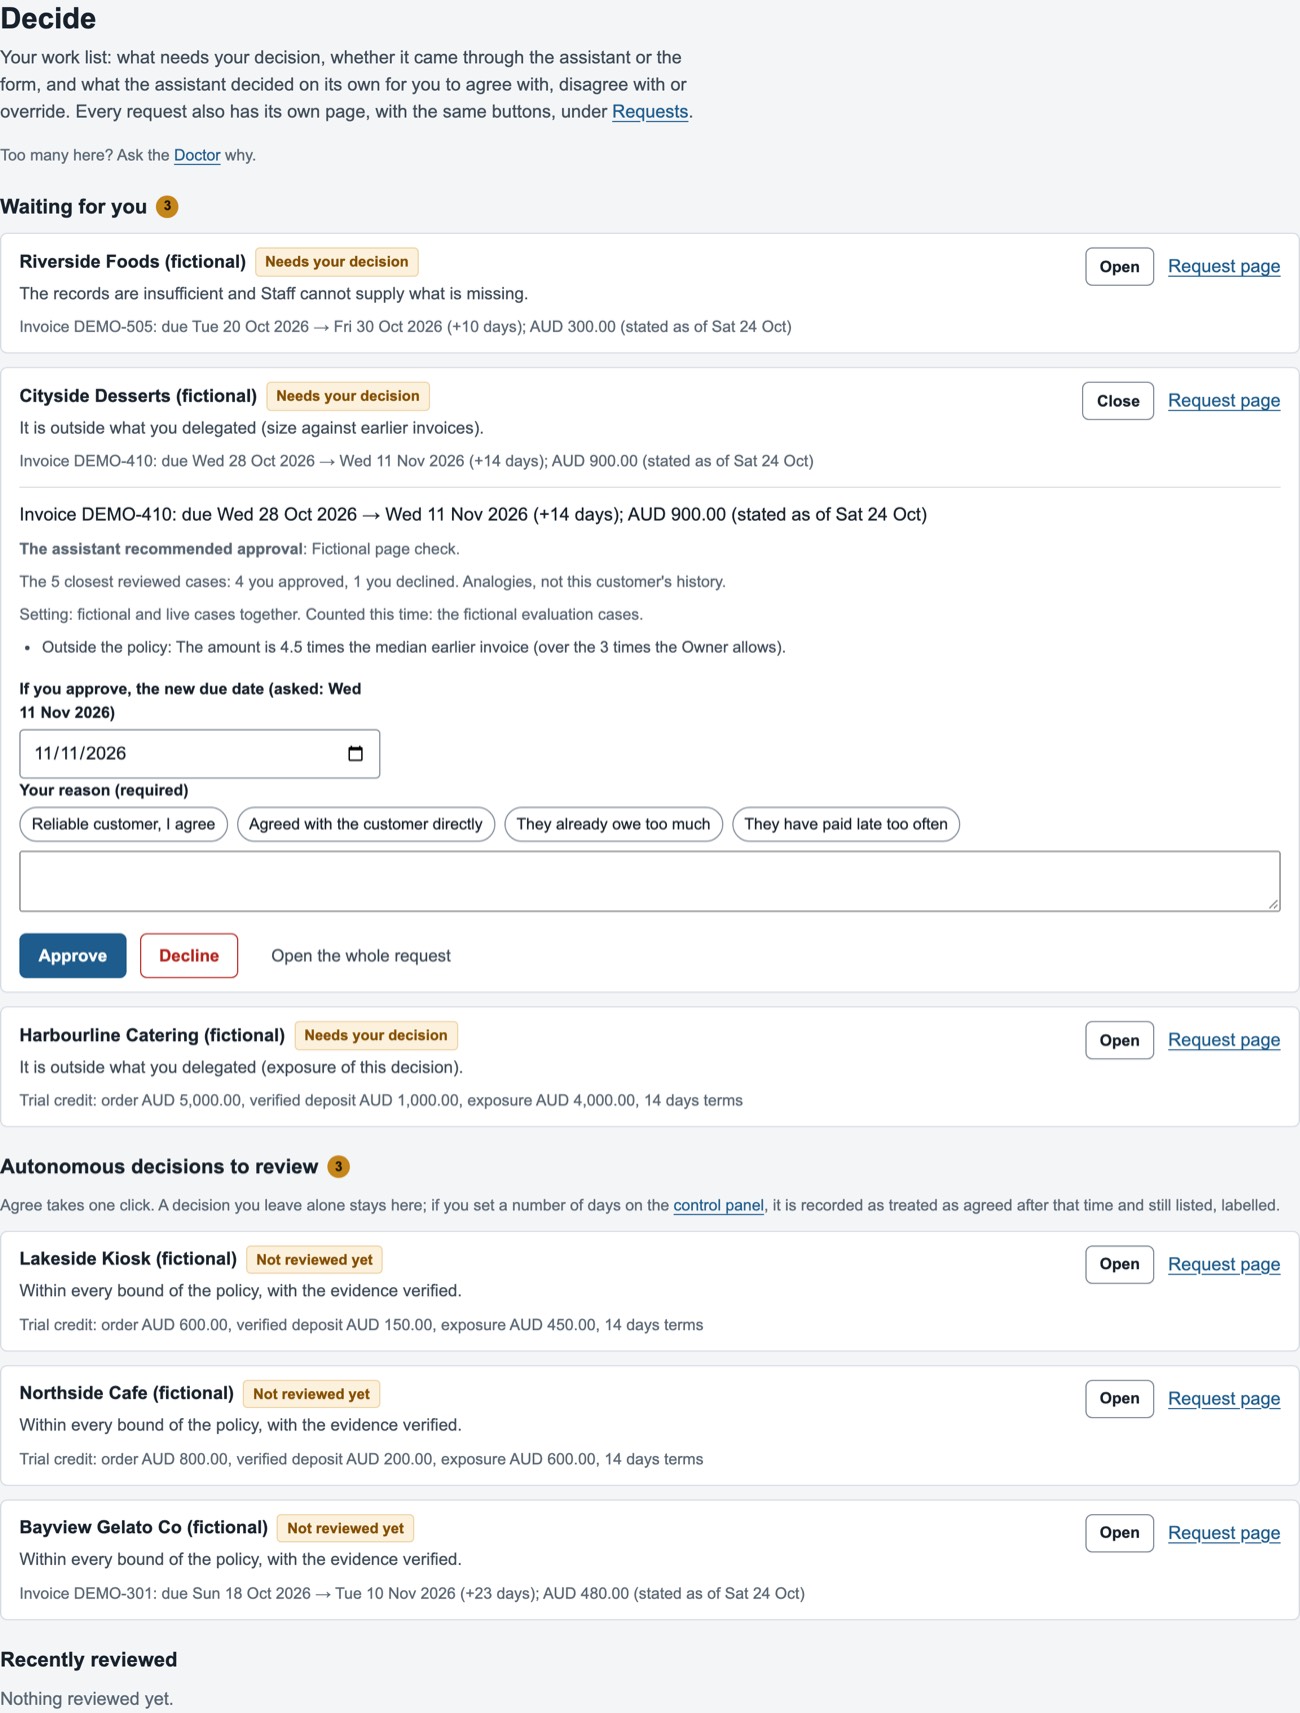 Decide
Your work list: what needs your decision, whether it came through the assistant or the
form, and what the assistant decided on its own for you to agree with, disagree with or
override. Every request also has its own page, with the same buttons, under Requests.
Too many here? Ask the Doctor why.
Waiting for you 3
Riverside Foods (fictional) Needs your decision Open Request page
The records are insufficient and Staff cannot supply what is missing.
Invoice DEMO-505: due Tue 20 Oct 2026 → Fri 30 Oct 2026 (+10 days); AUD 300.00 (stated as of Sat 24 Oct)
Cityside Desserts (fictional) Needs your decision Close Request page
It is outside what you delegated (size against earlier invoices).
Invoice DEMO-410: due Wed 28 Oct 2026 → Wed 11 Nov 2026 (+14 days); AUD 900.00 (stated as of Sat 24 Oct)
Invoice DEMO-410: due Wed 28 Oct 2026 → Wed 11 Nov 2026 (+14 days); AUD 900.00 (stated as of Sat 24 Oct)
The assistant recommended approval: Fictional page check.
The 5 closest reviewed cases: 4 you approved, 1 you declined. Analogies, not this customer's history.
Setting: fictional and live cases together. Counted this time: the fictional evaluation cases.
• Outside the policy: The amount is 4.5 times the median earlier invoice (over the 3 times the Owner allows).
If you approve, the new due date (asked: Wed
11 Nov 2026)
11/11/2026
Your reason (required)
Reliable customer, I agree Agreed with the customer directly They already owe too much They have paid late too often
Approve Decline Open the whole request
Harbourline Catering (fictional) Needs your decision Open Request page
It is outside what you delegated (exposure of this decision).
Trial credit: order AUD 5,000.00, verified deposit AUD 1,000.00, exposure AUD 4,000.00, 14 days terms
Autonomous decisions to review 3
Agree takes one click. A decision you leave alone stays here; if you set a number of days on the control panel, it is recorded as treated as agreed after that time and still listed, labelled.
Lakeside Kiosk (fictional) Not reviewed yet Open Request page
Within every bound of the policy, with the evidence verified.
Trial credit: order AUD 600.00, verified deposit AUD 150.00, exposure AUD 450.00, 14 days terms
Northside Cafe (fictional) Not reviewed yet Open Request page
Within every bound of the policy, with the evidence verified.
Trial credit: order AUD 800.00, verified deposit AUD 200.00, exposure AUD 600.00, 14 days terms
Bayview Gelato Co (fictional) Not reviewed yet Open Request page
Within every bound of the policy, with the evidence verified.
Invoice DEMO-301: due Sun 18 Oct 2026 → Tue 10 Nov 2026 (+23 days); AUD 480.00 (stated as of Sat 24 Oct)
Recently reviewed
Nothing reviewed yet.